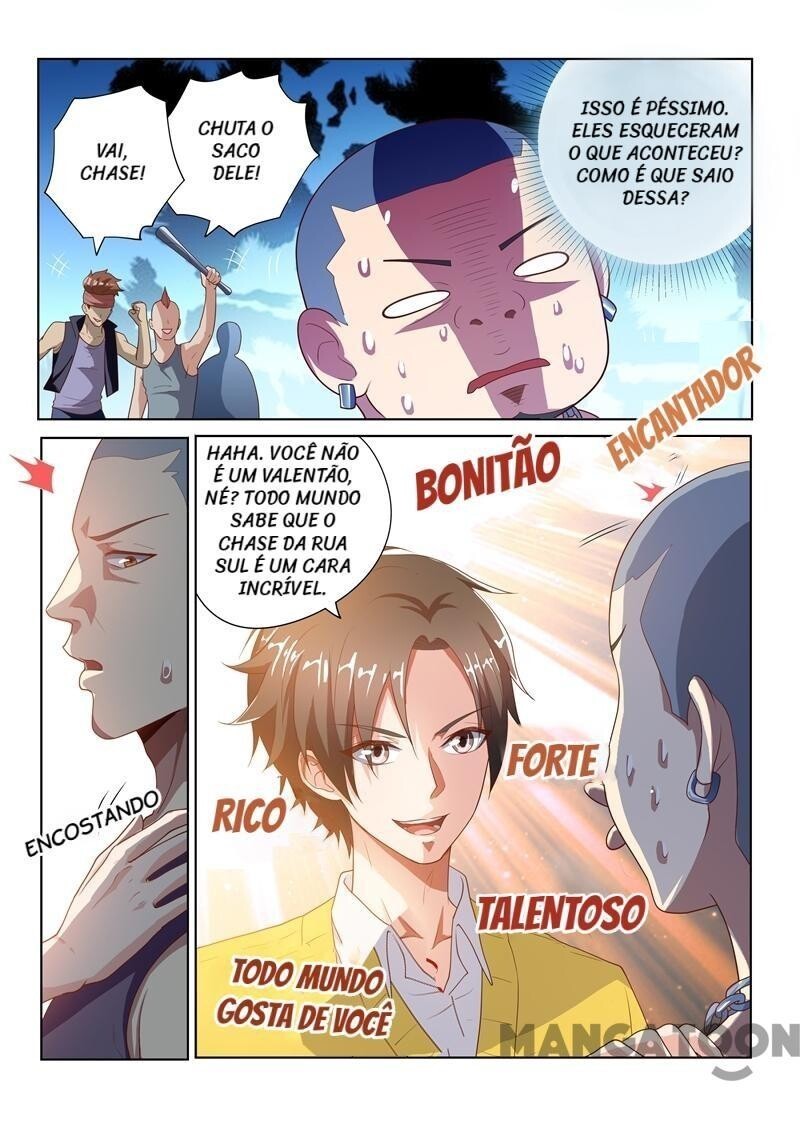 VAI,
CHASE!
CHUTA O
SACO
DELE!
ISSO É PÉSSIMO.
ELES ESQUECERAM
O QUE ACONTECEU?
COMO É QUE SAIO
DESSA?
ENCOSTANDO
HAHA. VOCÊ NÃO
É UM VALENTÃO,
NÉ? TODO MUNDO
SABE QUE O
CHASE DA RUA
SUL É UM CARA
INCRÍVEL.
BONITÃO
ENCANTADOR
FORTE
RICO
TALENTOSO
TODO MUNDO
GOSTA DE VOCÊ
MANGATOON